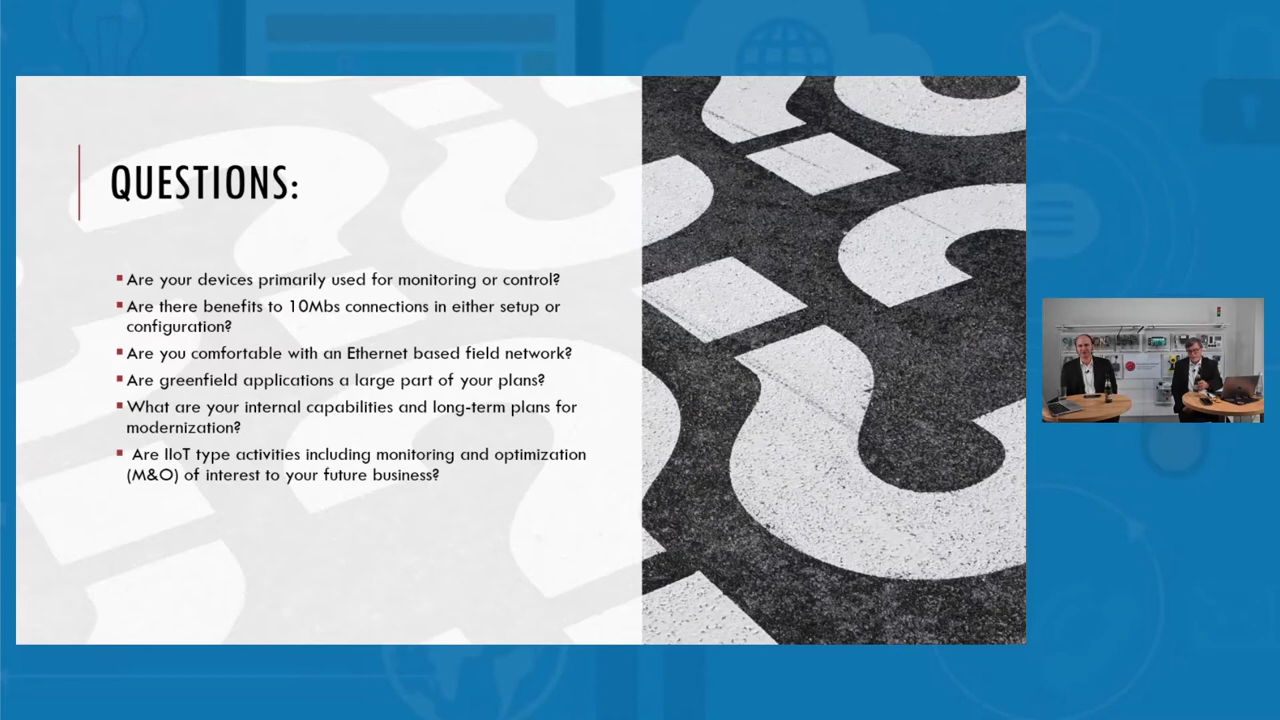 QUESTIONS:
▪ Are your devices primarily used for monitoring or control?
▪ Are there benefits to 10Mbs connections in either setup or
configuration?
▪ Are you comfortable with an Ethernet based field network?
▪ Are greenfield applications a large part of your plans?
▪ What are your internal capabilities and long-term plans for
modernization?
▪ Are IIoT type activities including monitoring and optimization
(M&O) of interest to your future business?